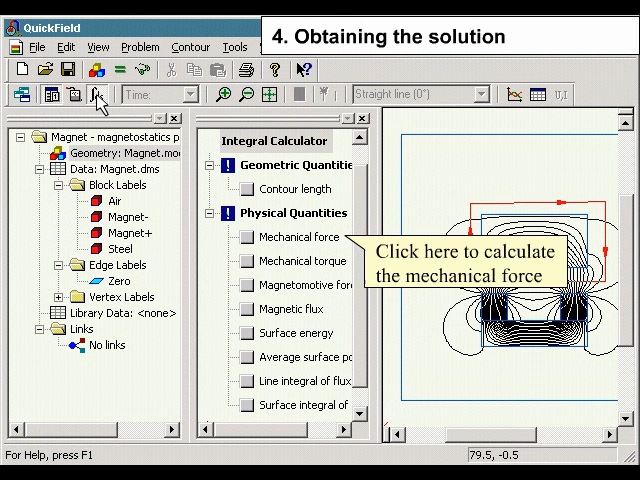 QuickField
4. Obtaining the solution
File Edit View Problem Contour Tools
Time:
Straight line (0°)
Magnet - magnetostatics p
Geometry: Magnet.mo
Data: Magnet.dms
Block Labels
Air
Magnet-
Magnet+
Steel
Edge Labels
Zero
Vertex Labels
Library Data: <none>
Links
No links
Integral Calculator
Geometric Quantitie
Contour length
Physical Quantities
Mechanical force
Mechanical torque
Magnetomotive for
Magnetic flux
Surface energy
Average surface po
Line integral of flux
Surface integral of
Click here to calculate
the mechanical force
For Help, press F1
79.5, -0.5